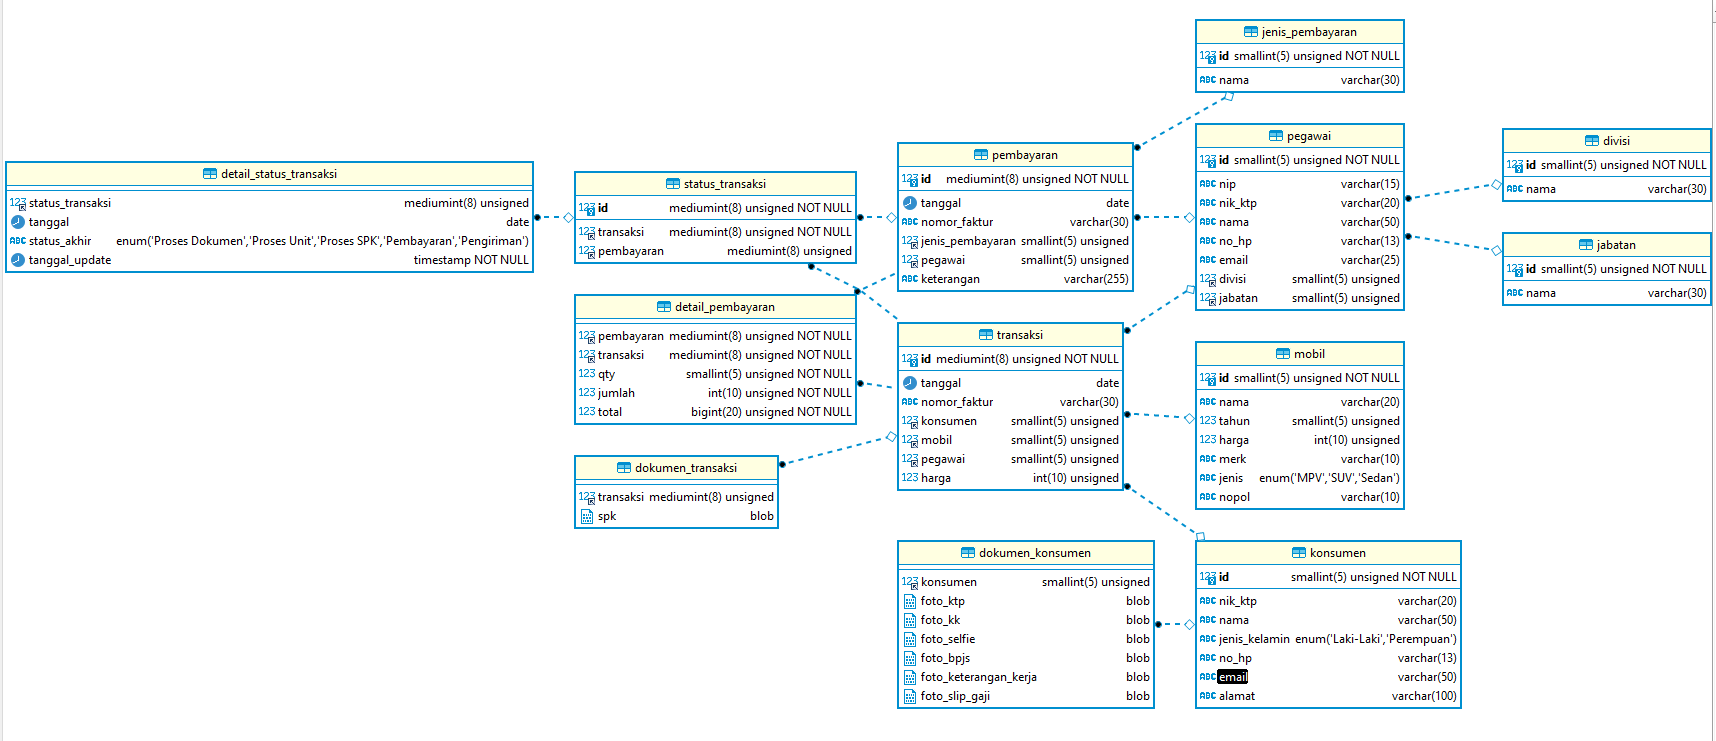 jenis_pembayaran
id smallint(5) unsigned NOT NULL
nama varchar(30)
pegawai
id smallint(5) unsigned NOT NULL
nip varchar(15)
nik_ktp varchar(20)
nama varchar(50)
no_hp varchar(13)
email varchar(25)
divisi smallint(5) unsigned
jabatan smallint(5) unsigned
divisi
id smallint(5) unsigned NOT NULL
nama varchar(30)
jabatan
id smallint(5) unsigned NOT NULL
nama varchar(30)
pembayaran
id mediumint(8) unsigned NOT NULL
tanggal date
nomor_faktur varchar(30)
jenis_pembayaran smallint(5) unsigned
pegawai smallint(5) unsigned
keterangan varchar(255)
detail_status_transaksi
status_transaksi mediumint(8) unsigned
tanggal date
status_akhir enum('Proses Dokumen','Proses Unit','Proses SPK','Pembayaran','Pengiriman')
tanggal_update timestamp NOT NULL
status_transaksi
id mediumint(8) unsigned NOT NULL
transaksi mediumint(8) unsigned NOT NULL
pembayaran mediumint(8) unsigned
detail_pembayaran
pembayaran mediumint(8) unsigned NOT NULL
transaksi mediumint(8) unsigned NOT NULL
qty smallint(5) unsigned NOT NULL
jumlah int(10) unsigned NOT NULL
total bigint(20) unsigned NOT NULL
transaksi
id mediumint(8) unsigned NOT NULL
tanggal date
nomor_faktur varchar(30)
konsumen smallint(5) unsigned
mobil smallint(5) unsigned
pegawai smallint(5) unsigned
harga int(10) unsigned
mobil
id smallint(5) unsigned NOT NULL
nama varchar(20)
tahun smallint(5) unsigned
harga int(10) unsigned
merk varchar(10)
jenis enum('MPV','SUV','Sedan')
nopol varchar(10)
dokumen_transaksi
transaksi mediumint(8) unsigned
spk blob
dokumen_konsumen
konsumen smallint(5) unsigned
foto_ktp blob
foto_kk blob
foto_selfie blob
foto_bpjs blob
foto_keterangan_kerja blob
foto_slip_gaji blob
konsumen
id smallint(5) unsigned NOT NULL
nik_ktp varchar(20)
nama varchar(50)
jenis_kelamin enum('Laki-Laki','Perempuan')
no_hp varchar(13)
email varchar(50)
alamat varchar(100)